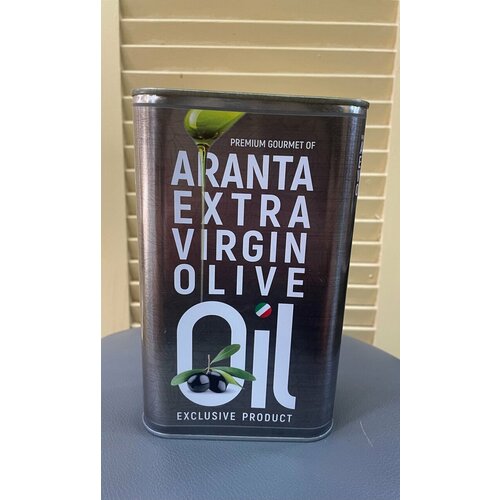 PREMIUM GOURMET OF
ARANTA
EXTRA
VIRGIN
OLIVE
Oil
EXCLUSIVE PRODUCT